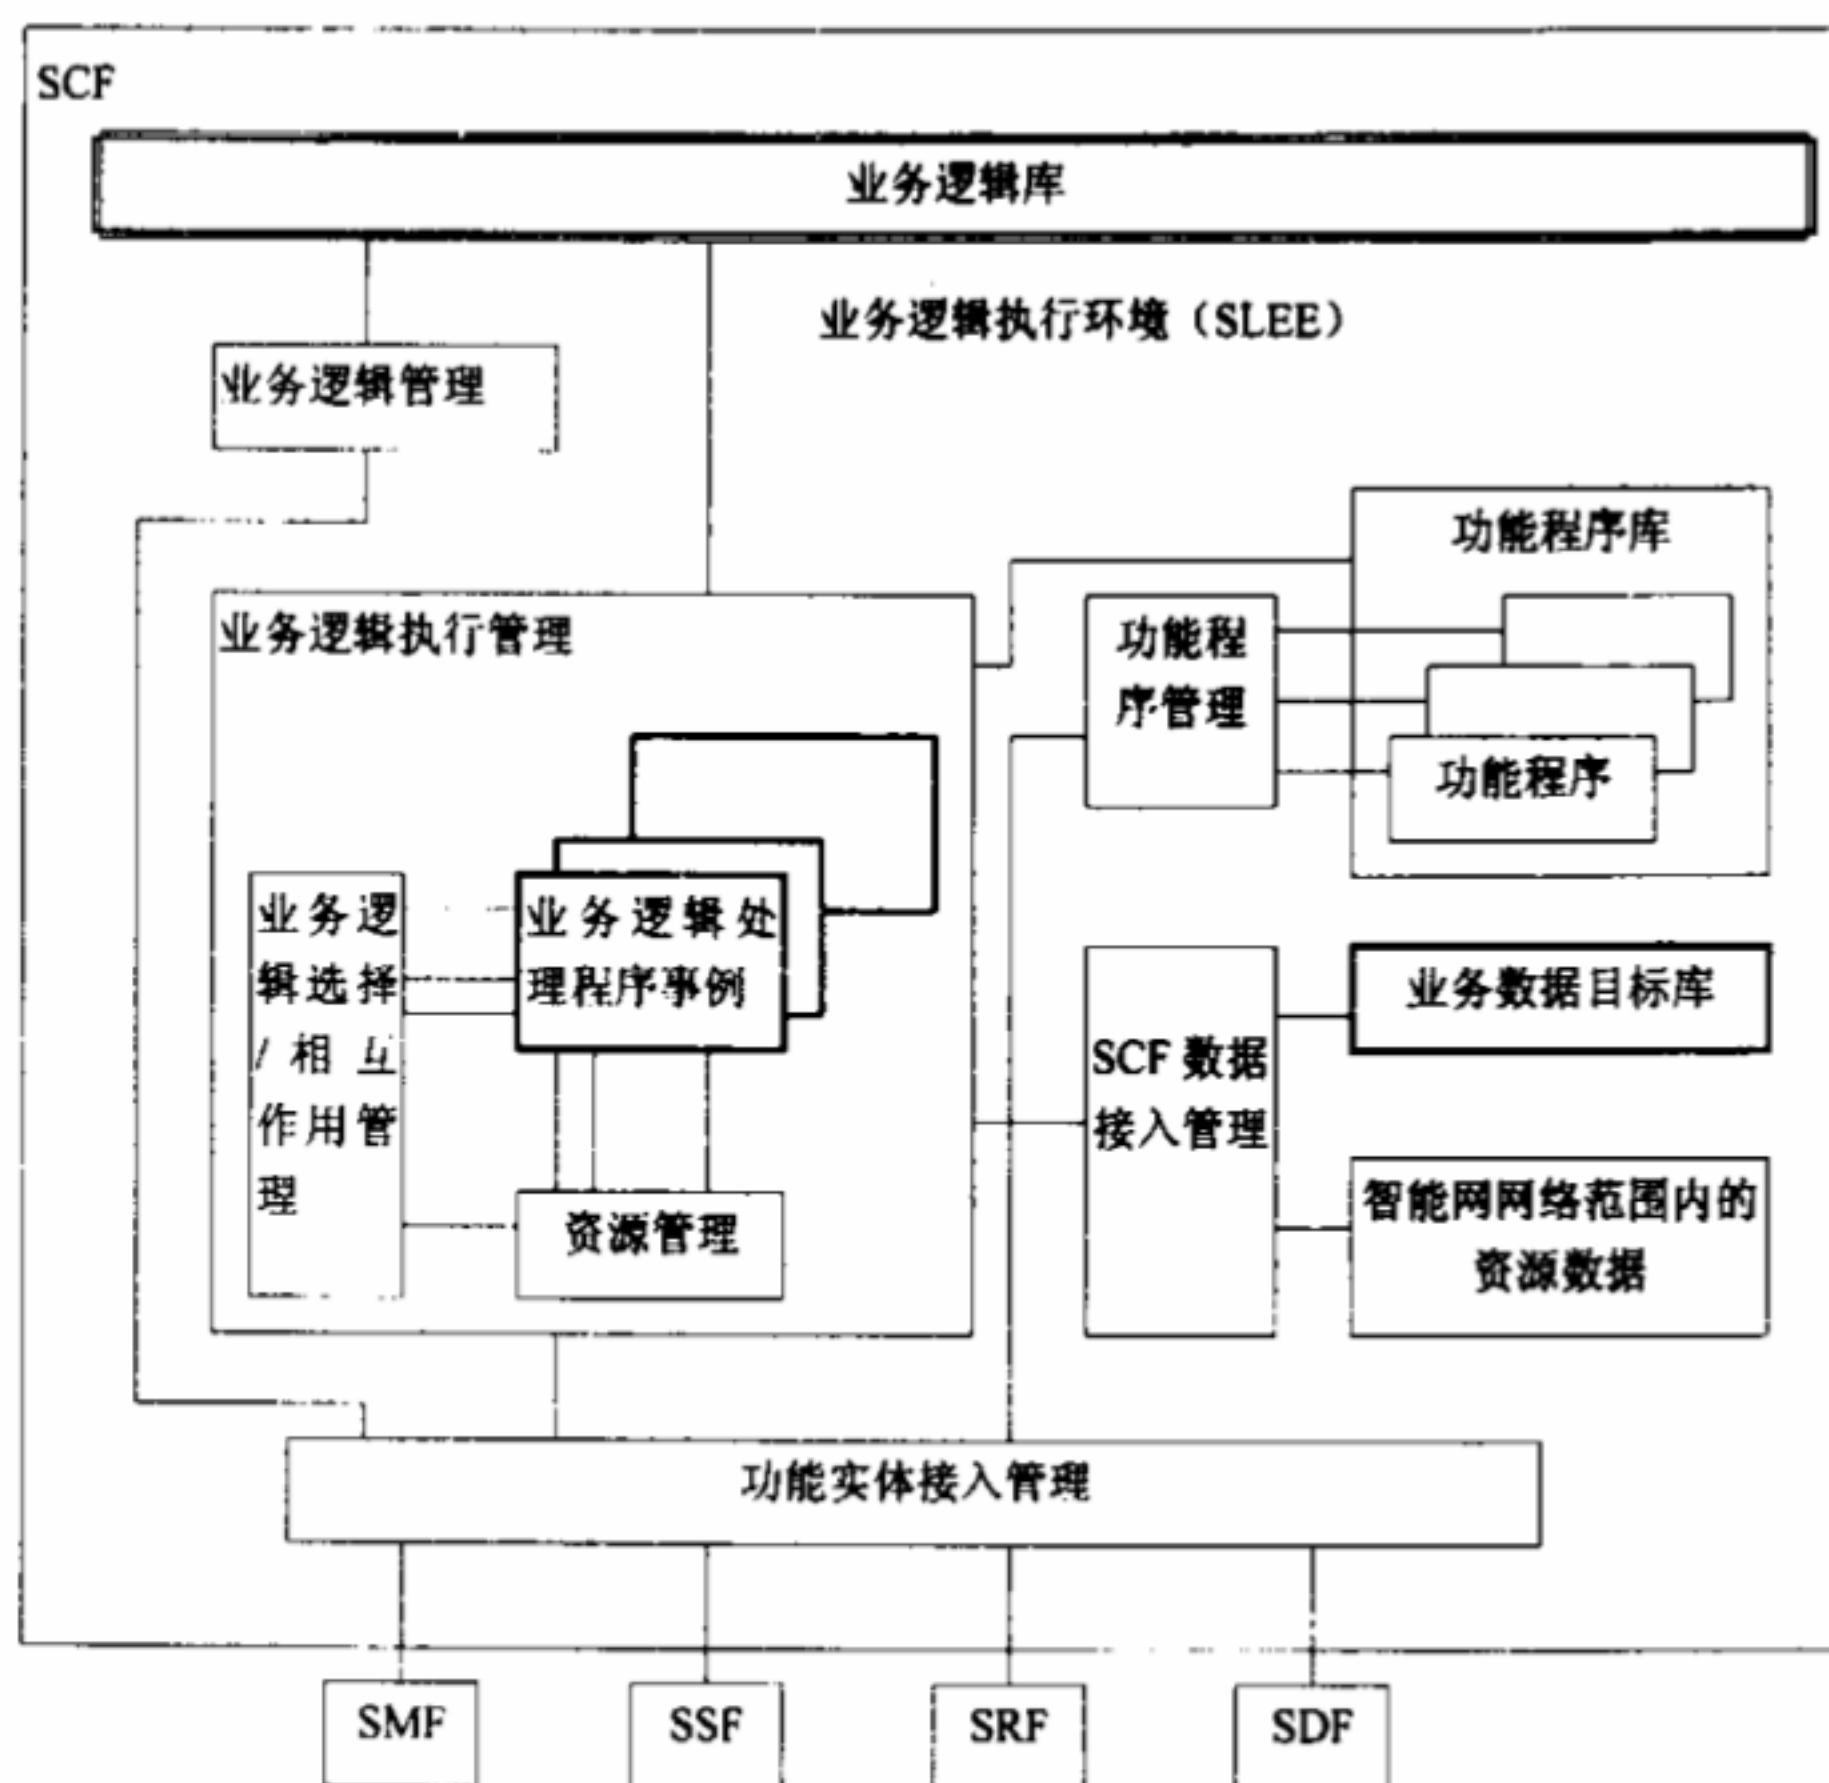 SCF
业务逻辑库
业务逻辑执行环境（SLEE）
业务逻辑管理
功能程序库
业务逻辑执行管理
功能程
序管理
功能程序
业务逻
辑选择
/相互
作用管
理
业务逻辑处
理程序事例
资源管理
SCF 数据
接入管理
业务数据目标库
智能网网络范围内的
资源数据
功能实体接入管理
SMF
SSF
SRF
SDF